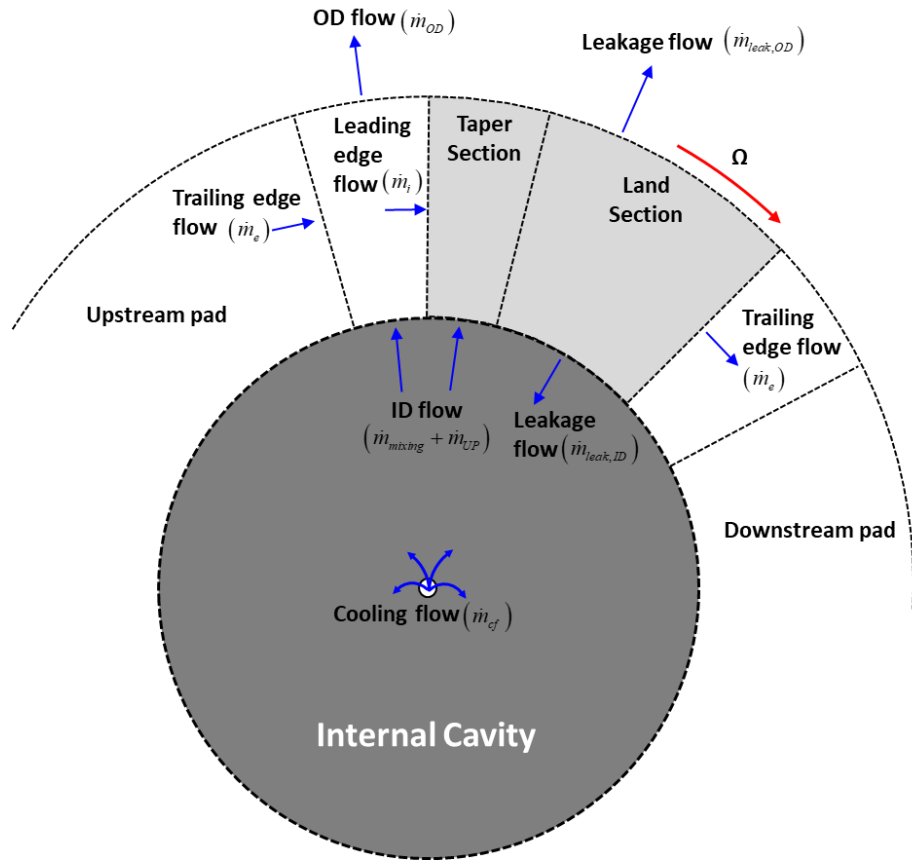 OD flow (ṁ_OD)
Leakage flow (ṁ_leak,OD)
Leading
edge
flow (ṁ_i)
Taper
Section
Ω
Land
Section
Trailing edge
flow (ṁ_e)
Upstream pad
Trailing
edge flow
(ṁ_e)
ID flow
(ṁ_mixing + ṁ_UP)
Leakage
flow (ṁ_leak,ID)
Downstream pad
Cooling flow (ṁ_cf)
Internal Cavity